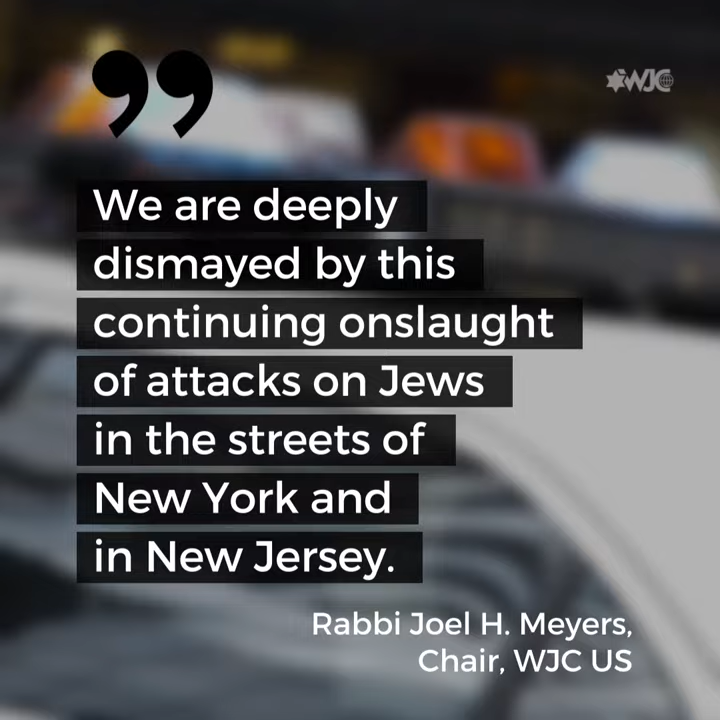 ”
WJC
We are deeply
dismayed by this
continuing onslaught
of attacks on Jews
in the streets of
New York and
in New Jersey.
Rabbi Joel H. Meyers,
Chair, WJC US